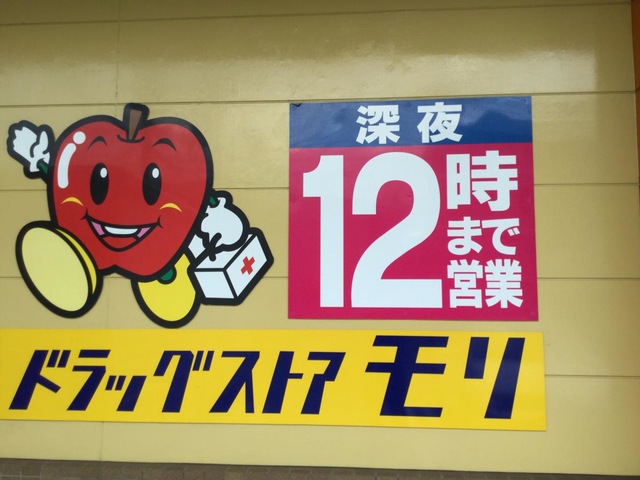 深夜
12時
まで
営業
ドラッグストア モリ